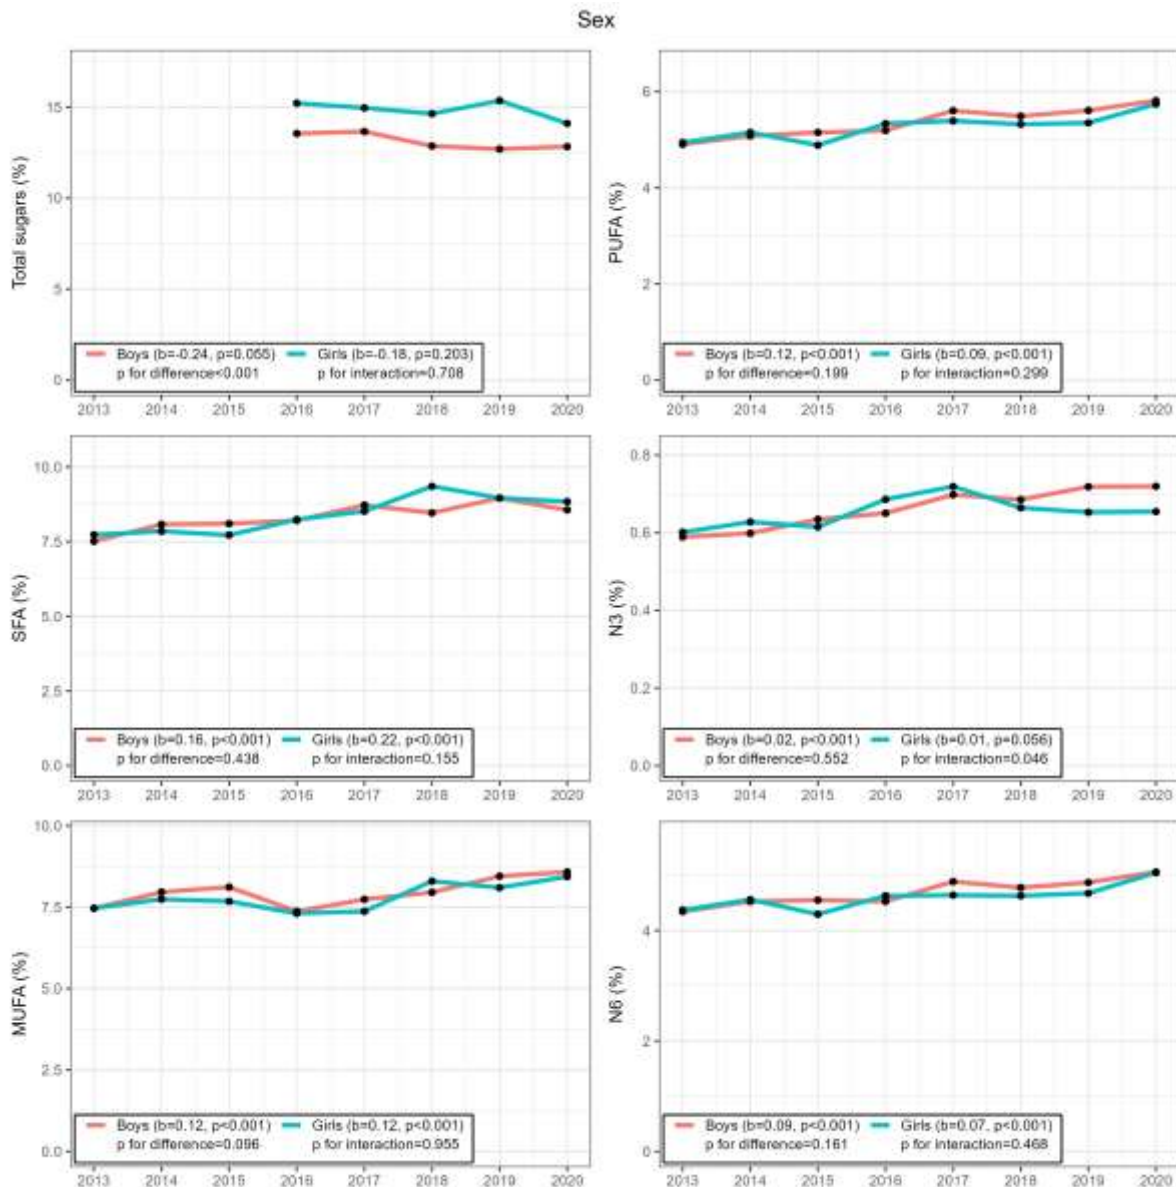 Sex
Total sugars (%)
15
10
5
0
Boys (b=-0.24, p=0.055) Girls (b=-0.18, p=0.203)
p for difference<0.001 p for interaction=0.708
2013 2014 2015 2016 2017 2018 2019 2020
PUFA (%)
6
4
2
0
Boys (b=0.12, p<0.001) Girls (b=0.09, p<0.001)
p for difference=0.199 p for interaction=0.299
2013 2014 2015 2016 2017 2018 2019 2020
SFA (%)
10.0
7.5
5.0
2.5
0.0
Boys (b=0.16, p<0.001) Girls (b=0.22, p<0.001)
p for difference=0.438 p for interaction=0.155
2013 2014 2015 2016 2017 2018 2019 2020
N3 (%)
0.8
0.6
0.4
0.2
0.0
Boys (b=0.02, p<0.001) Girls (b=0.01, p=0.056)
p for difference=0.552 p for interaction=0.046
2013 2014 2015 2016 2017 2018 2019 2020
MUFA (%)
10.0
7.5
5.0
2.5
0.0
Boys (b=0.12, p<0.001) Girls (b=0.12, p<0.001)
p for difference=0.096 p for interaction=0.955
2013 2014 2015 2016 2017 2018 2019 2020
N6 (%)
4
2
0
Boys (b=0.09, p<0.001) Girls (b=0.07, p<0.001)
p for difference=0.161 p for interaction=0.468
2013 2014 2015 2016 2017 2018 2019 2020